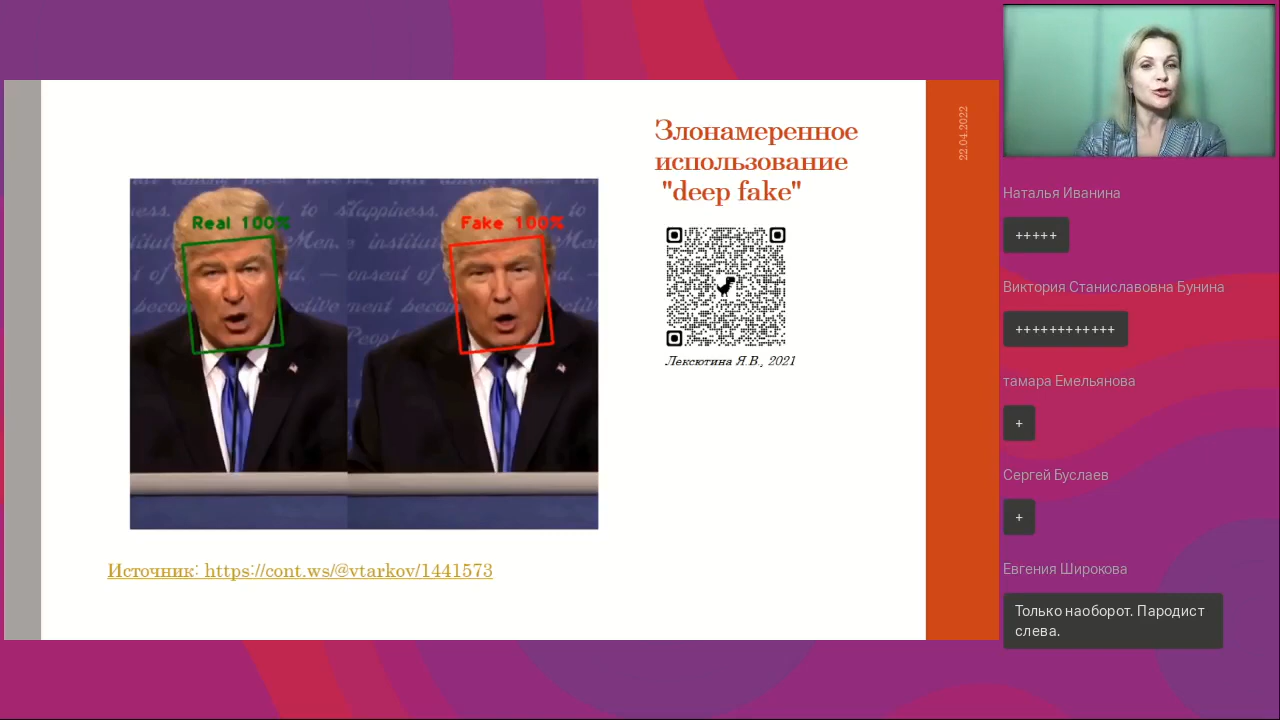 Злонамеренное
использование
"deep fake"
22.04.2022
Real 100%
Fake 100%
Лексютина Я.В., 2021
Источник: https://cont.ws/@vtarkov/1441573
Наталья Иванина
+++++
Виктория Станиславовна Бунина
++++++++++++
тамара Емельянова
+
Сергей Буслаев
+
Евгения Широкова
Только наоборот. Пародист
слева.